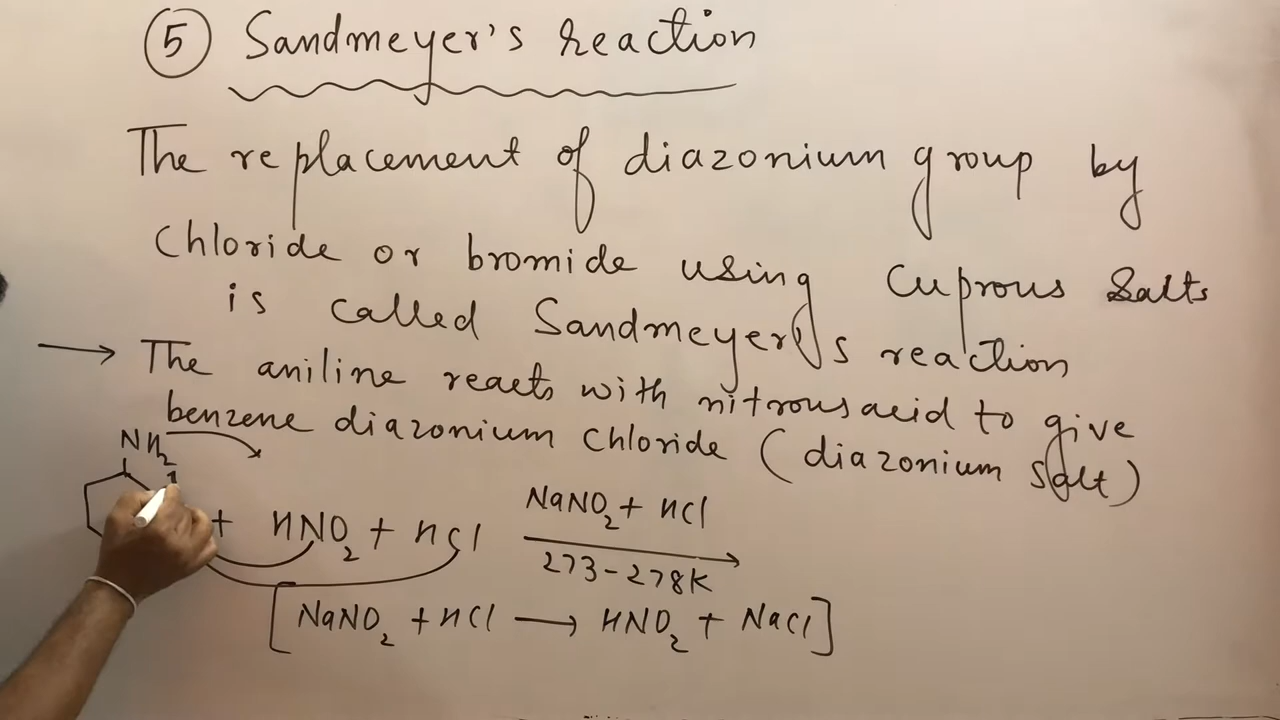 ⑤ Sandmeyer's reaction
The replacement of diazonium group by
Chloride or bromide using Cuprous Salts
is called Sandmeyer's reaction
→ The aniline reacts with nitrous acid to give
benzene diazonium chloride (diazonium salt)
NH₂
+ HNO₂ + HCl
NaNO₂ + HCl
273-278K
[NaNO₂ + HCl → HNO₂ + NaCl]